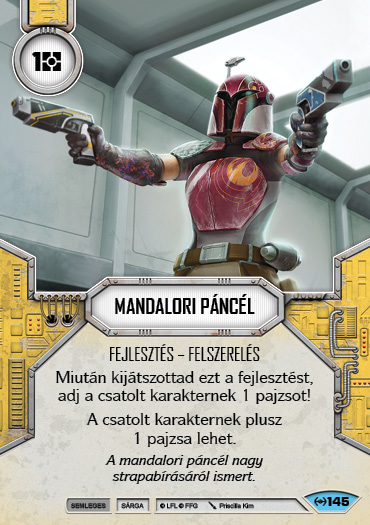 1
MANDALORI PÁNCÉL
FEJLESZTÉS – FELSZERELÉS
Miután kijátszottad ezt a fejlesztést,
adj a csatolt karakternek 1 pajzsot!
A csatolt karakternek plusz
1 pajzsa lehet.
A mandalori páncél nagy
strapabírásáról ismert.
SEMLEGES SÁRGA © LFL © FFG Priscilla Kim 145